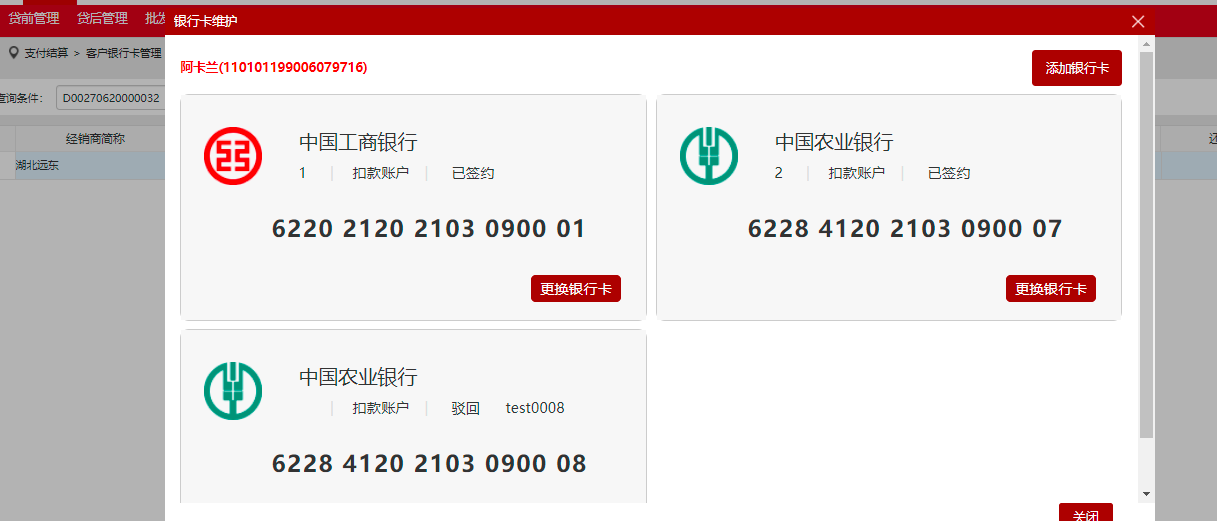 贷前管理 贷后管理 批发
银行卡维护
支付结算 > 客户银行卡管理
阿卡兰(110101199006079716)
添加银行卡
查询条件: D00270620000032
经销商简称
还
湖北远东
中国工商银行
1 | 扣款账户 | 已签约
6220 2120 2103 0900 01
更换银行卡
中国农业银行
2 | 扣款账户 | 已签约
6228 4120 2103 0900 07
更换银行卡
中国农业银行
| 扣款账户 | 驳回 test0008
6228 4120 2103 0900 08
关闭